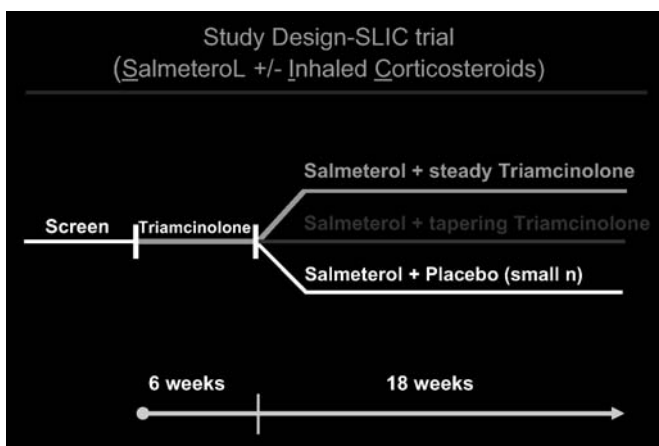 Study Design-SLIC trial
(SalmeteroL +/- Inhaled Corticosteroids)
Salmeterol + steady Triamcinolone
Screen
Triamcinolone
Salmeterol + tapering Triamcinolone
Salmeterol + Placebo (small n)
6 weeks
18 weeks